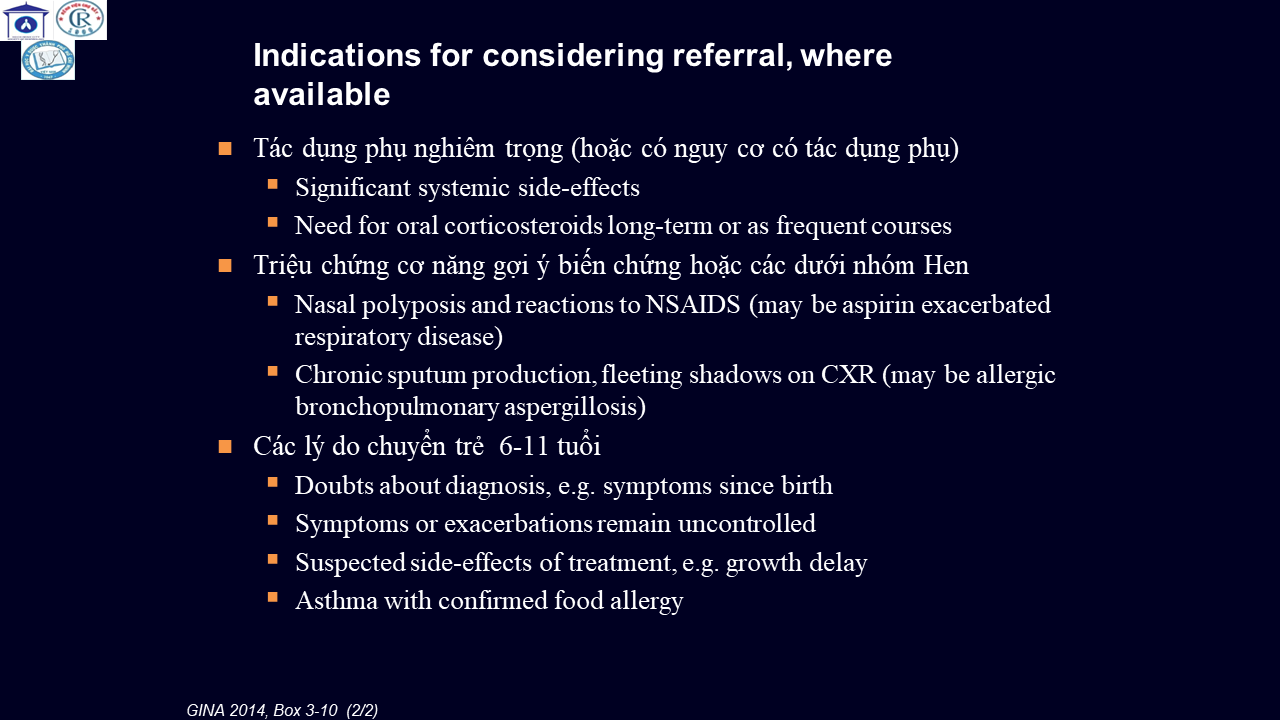 Indications for considering referral, where
available
Tác dụng phụ nghiêm trọng (hoặc có nguy cơ có tác dụng phụ)
Significant systemic side-effects
Need for oral corticosteroids long-term or as frequent courses
Triệu chứng cơ năng gợi ý biến chứng hoặc các dưới nhóm Hen
Nasal polyposis and reactions to NSAIDS (may be aspirin exacerbated
respiratory disease)
Chronic sputum production, fleeting shadows on CXR (may be allergic
bronchopulmonary aspergillosis)
Các lý do chuyển trẻ 6-11 tuổi
Doubts about diagnosis, e.g. symptoms since birth
Symptoms or exacerbations remain uncontrolled
Suspected side-effects of treatment, e.g. growth delay
Asthma with confirmed food allergy
GINA 2014, Box 3-10 (2/2)